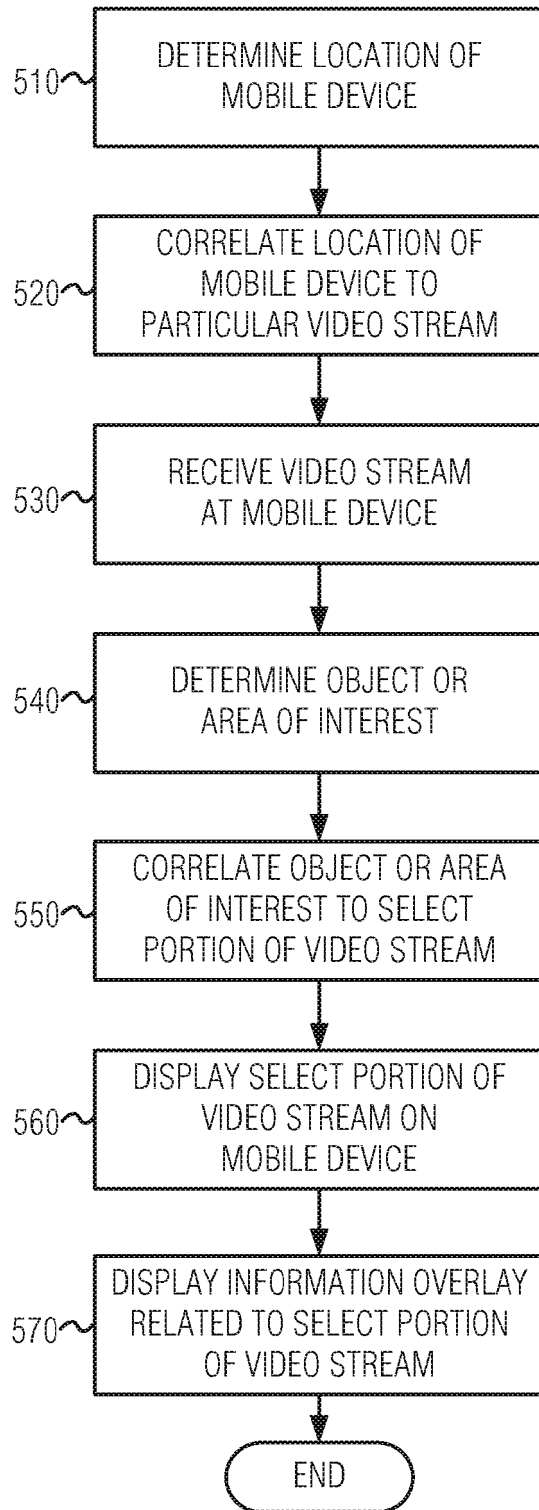 510
DETERMINE LOCATION OF
MOBILE DEVICE
520
CORRELATE LOCATION OF
MOBILE DEVICE TO
PARTICULAR VIDEO STREAM
530
RECEIVE VIDEO STREAM
AT MOBILE DEVICE
540
DETERMINE OBJECT OR
AREA OF INTEREST
550
CORRELATE OBJECT OR AREA
OF INTEREST TO SELECT
PORTION OF VIDEO STREAM
560
DISPLAY SELECT PORTION OF
VIDEO STREAM ON
MOBILE DEVICE
570
DISPLAY INFORMATION OVERLAY
RELATED TO SELECT PORTION
OF VIDEO STREAM
END